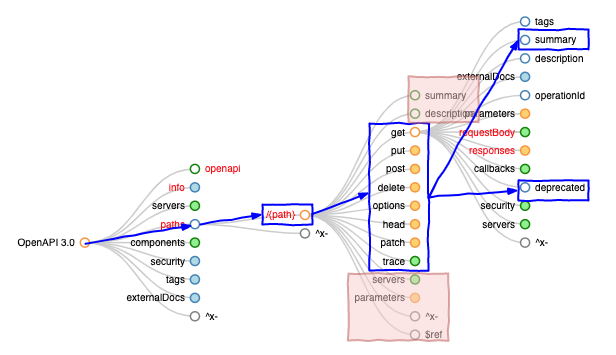 OpenAPI 3.0
openapi
info
servers
paths
components
security
tags
externalDocs
^x-
/{path}
^x-
summary
description
get
put
post
delete
options
head
patch
trace
servers
parameters
^x-
$ref
tags
summary
description
externalDocs
operationId
parameters
requestBody
responses
callbacks
deprecated
security
servers
^x-